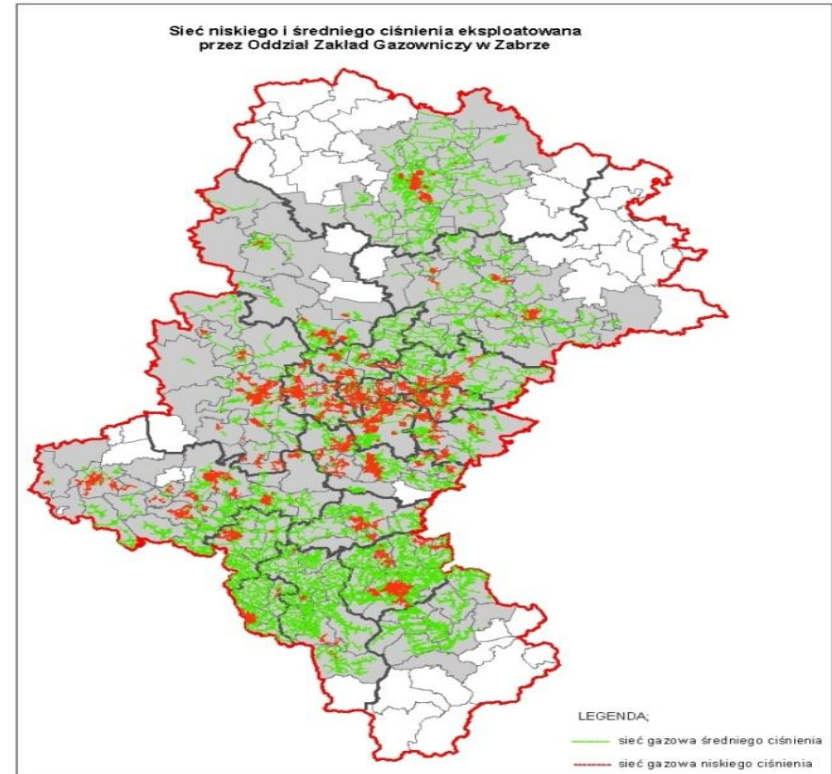 Sieć niskiego i średniego ciśnienia eksploatowana
przez Oddział Zakład Gazowniczy w Zabrze
LEGENDA;
sieć gazowa średniego ciśnienia
sieć gazowa niskiego ciśnienia